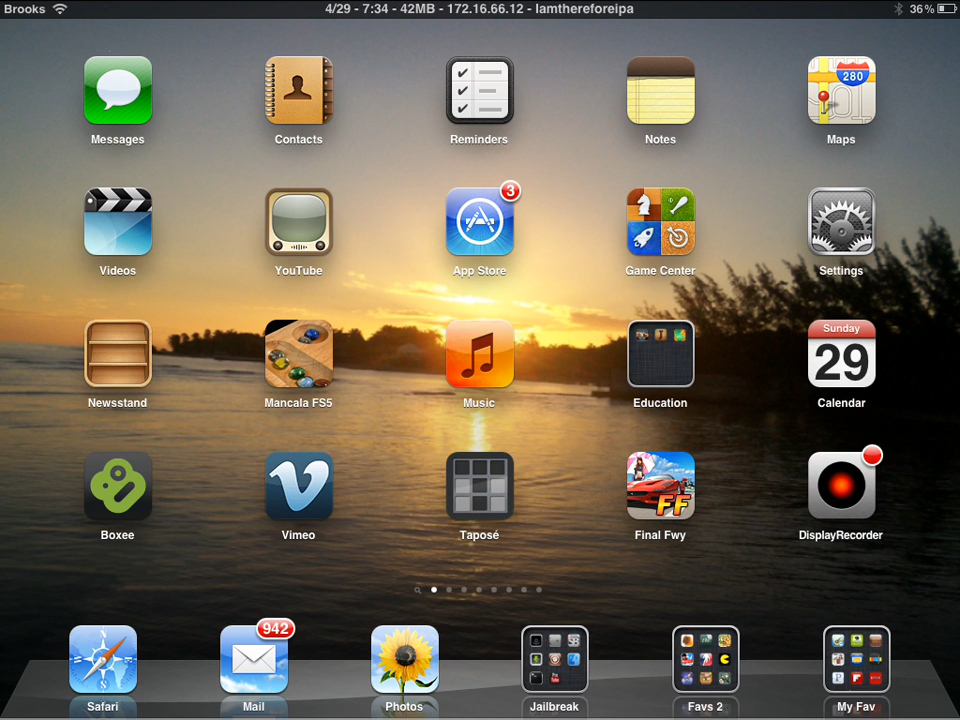 Brooks 4/29 - 7:34 - 42MB - 172.16.66.12 - Iamthereforeipa 36%
280
Messages Contacts Reminders Notes Maps
3
Videos YouTube App Store Game Center Settings
Sunday
29
Newsstand Mancala FS5 Music Education Calendar
FF
Boxee Vimeo Taposé Final Fwy DisplayRecorder
942
Safari Mail Photos Jailbreak Favs 2 My Fav